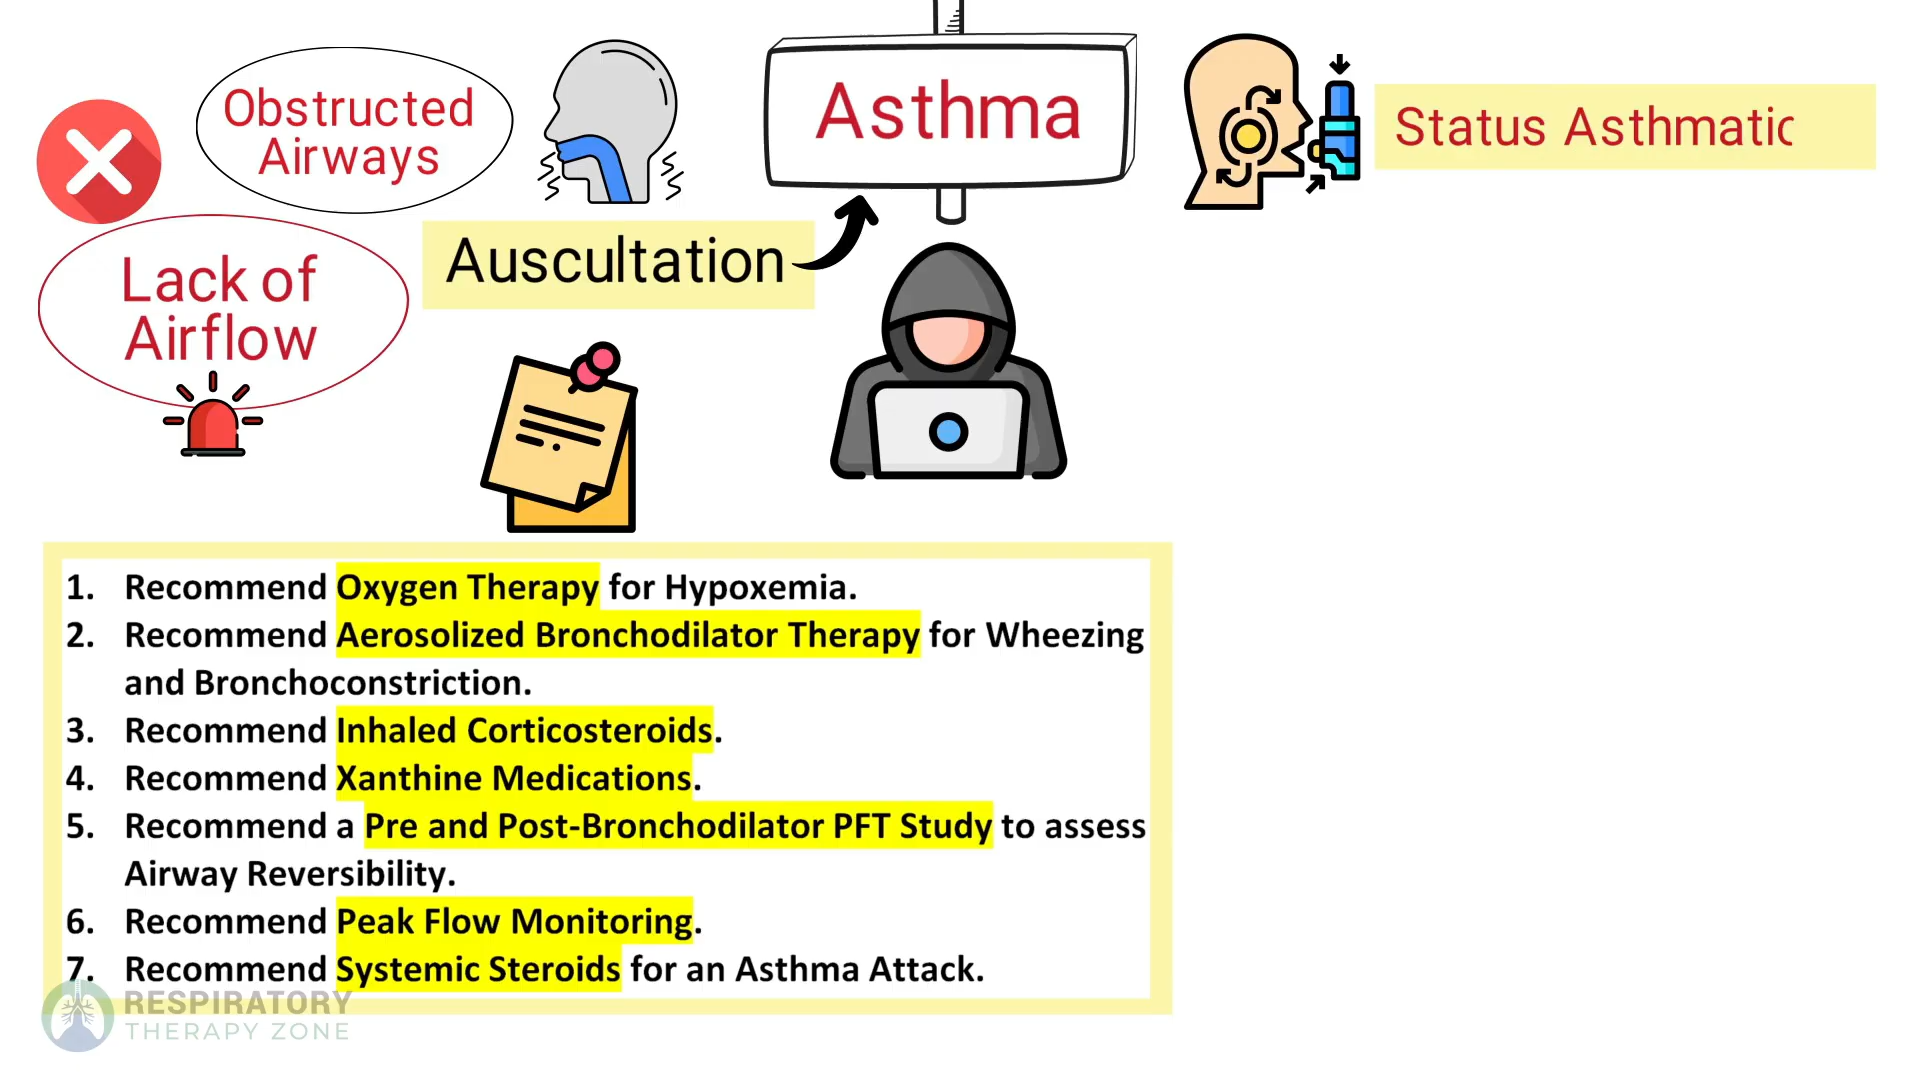 Obstructed
Airways
Asthma
Status Asthmatic
Lack of
Airflow
Auscultation
1. Recommend Oxygen Therapy for Hypoxemia.
2. Recommend Aerosolized Bronchodilator Therapy for Wheezing
and Bronchoconstriction.
3. Recommend Inhaled Corticosteroids.
4. Recommend Xanthine Medications.
5. Recommend a Pre and Post-Bronchodilator PFT Study to assess
Airway Reversibility.
6. Recommend Peak Flow Monitoring.
7. Recommend Systemic Steroids for an Asthma Attack.
RESPIRATORY
THERAPY ZONE